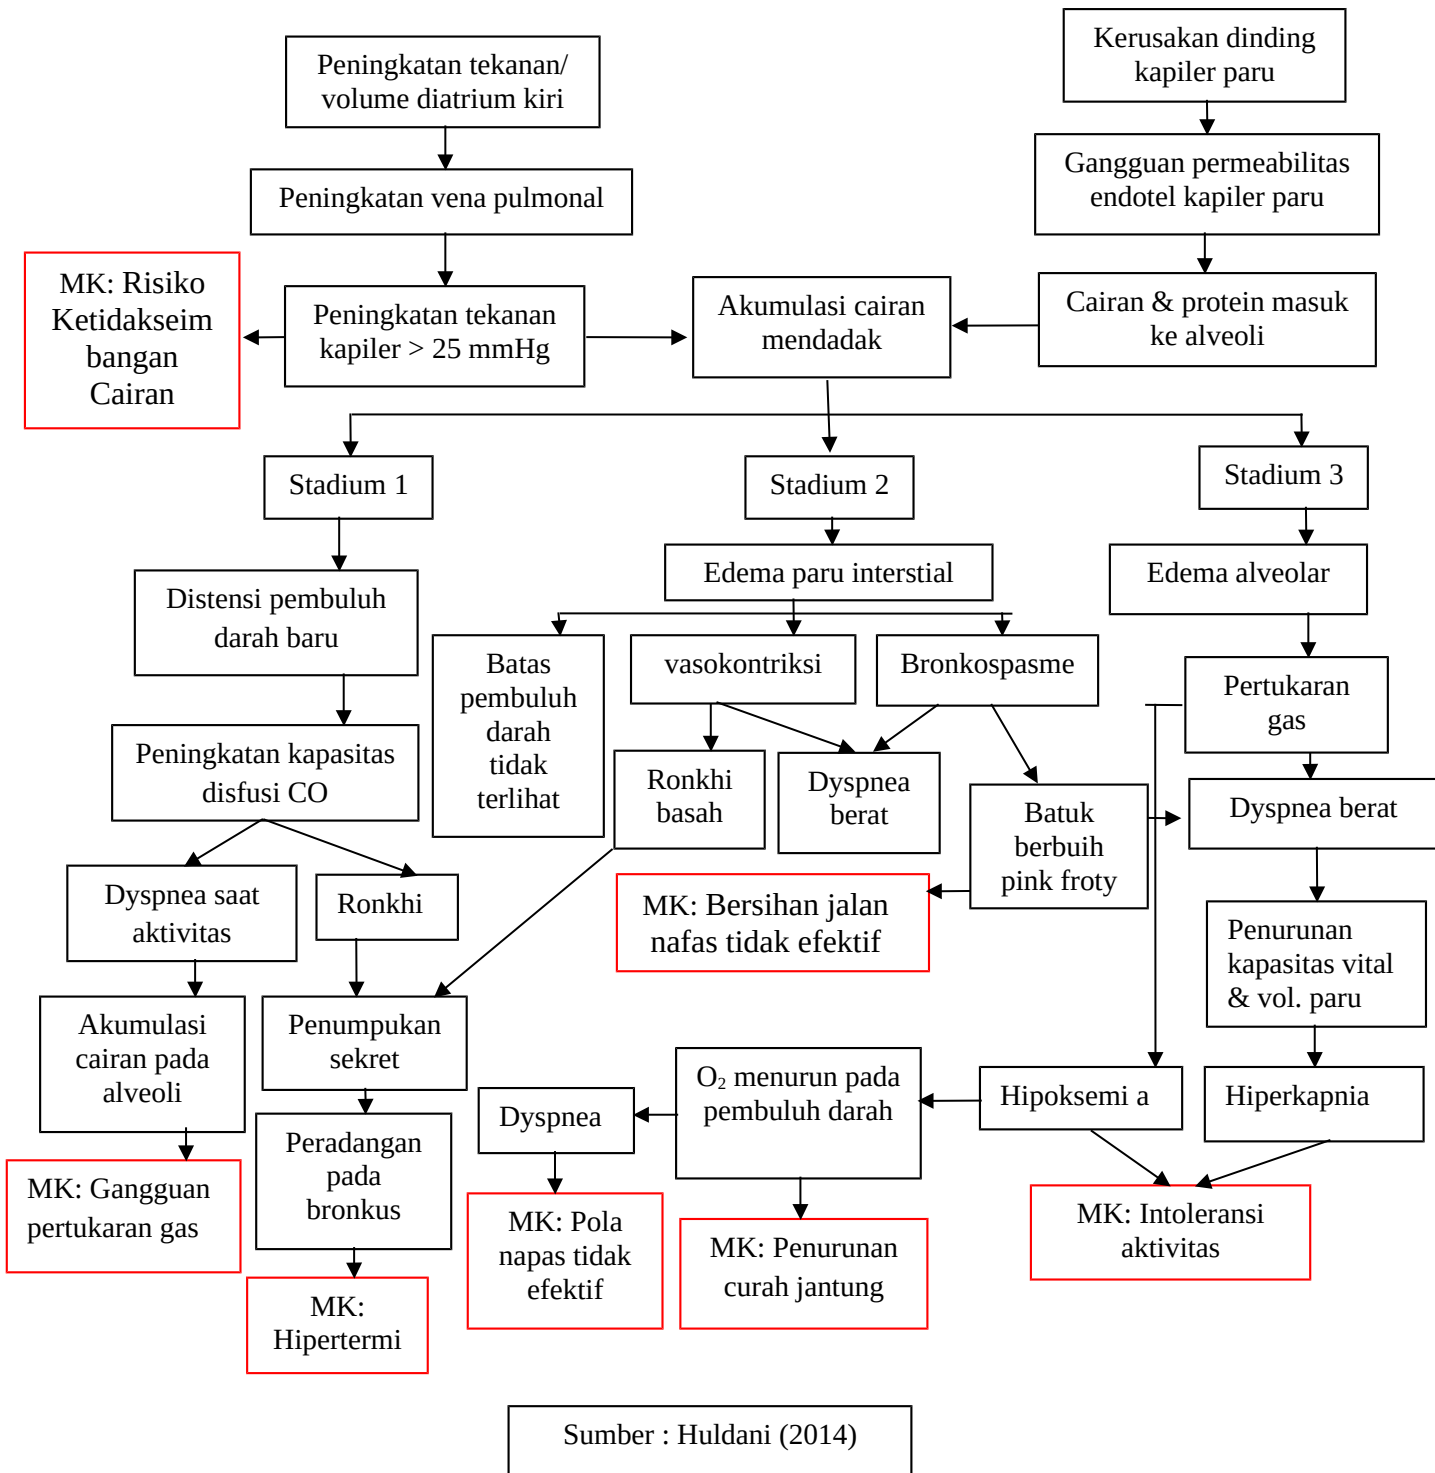 Kerusakan dinding
kapiler paru
Peningkatan tekanan/
volume diatrium kiri
Gangguan permeabilitas
endotel kapiler paru
Peningkatan vena pulmonal
MK: Risiko
Ketidakseim
bangan
Cairan
Peningkatan tekanan
kapiler > 25 mmHg
Akumulasi cairan
mendadak
Cairan & protein masuk
ke alveoli
Stadium 1
Stadium 2
Stadium 3
Edema paru interstial
Edema alveolar
Distensi pembuluh
darah baru
Batas
pembuluh
darah
tidak
terlihat
vasokontriksi
Bronkospasme
Pertukaran
gas
Peningkatan kapasitas
disfusi CO
Ronkhi
basah
Dyspnea
berat
Batuk
berbuih
pink froty
Dyspnea berat
Dyspnea saat
aktivitas
Ronkhi
MK: Bersihan jalan
nafas tidak efektif
Penurunan
kapasitas vital
& vol. paru
Akumulasi
cairan pada
alveoli
Penumpukan
sekret
Dyspnea
O₂ menurun pada
pembuluh darah
Hipoksemi a
Hiperkapnia
Peradangan
pada
bronkus
MK: Gangguan
pertukaran gas
MK: Pola
napas tidak
efektif
MK: Penurunan
curah jantung
MK: Intoleransi
aktivitas
MK:
Hipertermi
Sumber : Huldani (2014)